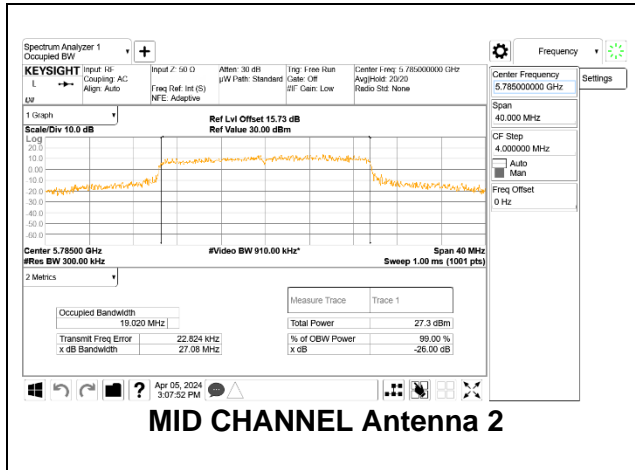 Spectrum Analyzer 1
Occupied BW
Frequency
KEYSIGHT Input: RF
Coupling: AC
Align: Auto
Input Z: 50 Ω
Freq Ref: Int (S)
NFE: Adaptive
Atten: 30 dB
µW Path: Standard
Trig: Free Run
Gate: Off
#IF Gain: Low
Center Freq: 5.785000000 GHz
Avg|Hold: 20/20
Radio Std: None
L
Center Frequency
5.785000000 GHz
Settings
Span
40.000 MHz
CF Step
4.000000 MHz
Auto
Man
Freq Offset
0 Hz
1 Graph
Scale/Div 10.0 dB
Ref Lvl Offset 15.73 dB
Ref Value 30.00 dBm
Log
20.0
10.0
0.00
-10.0
-20.0
-30.0
-40.0
-50.0
-60.0
Center 5.78500 GHz
#Res BW 300.00 kHz
#Video BW 910.00 kHz*
Span 40 MHz
Sweep 1.00 ms (1001 pts)
2 Metrics
Measure Trace Trace 1
Occupied Bandwidth
19.020 MHz
Total Power 27.3 dBm
Transmit Freq Error 22.824 kHz
% of OBW Power 99.00 %
x dB Bandwidth 27.08 MHz
x dB -26.00 dB
?
Apr 05, 2024
3:07:52 PM
MID CHANNEL Antenna 2